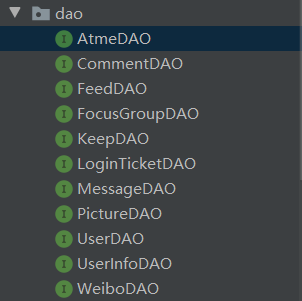 dao
AtmeDAO
CommentDAO
FeedDAO
FocusGroupDAO
KeepDAO
LoginTicketDAO
MessageDAO
PictureDAO
UserDAO
UserInfoDAO
WeiboDAO